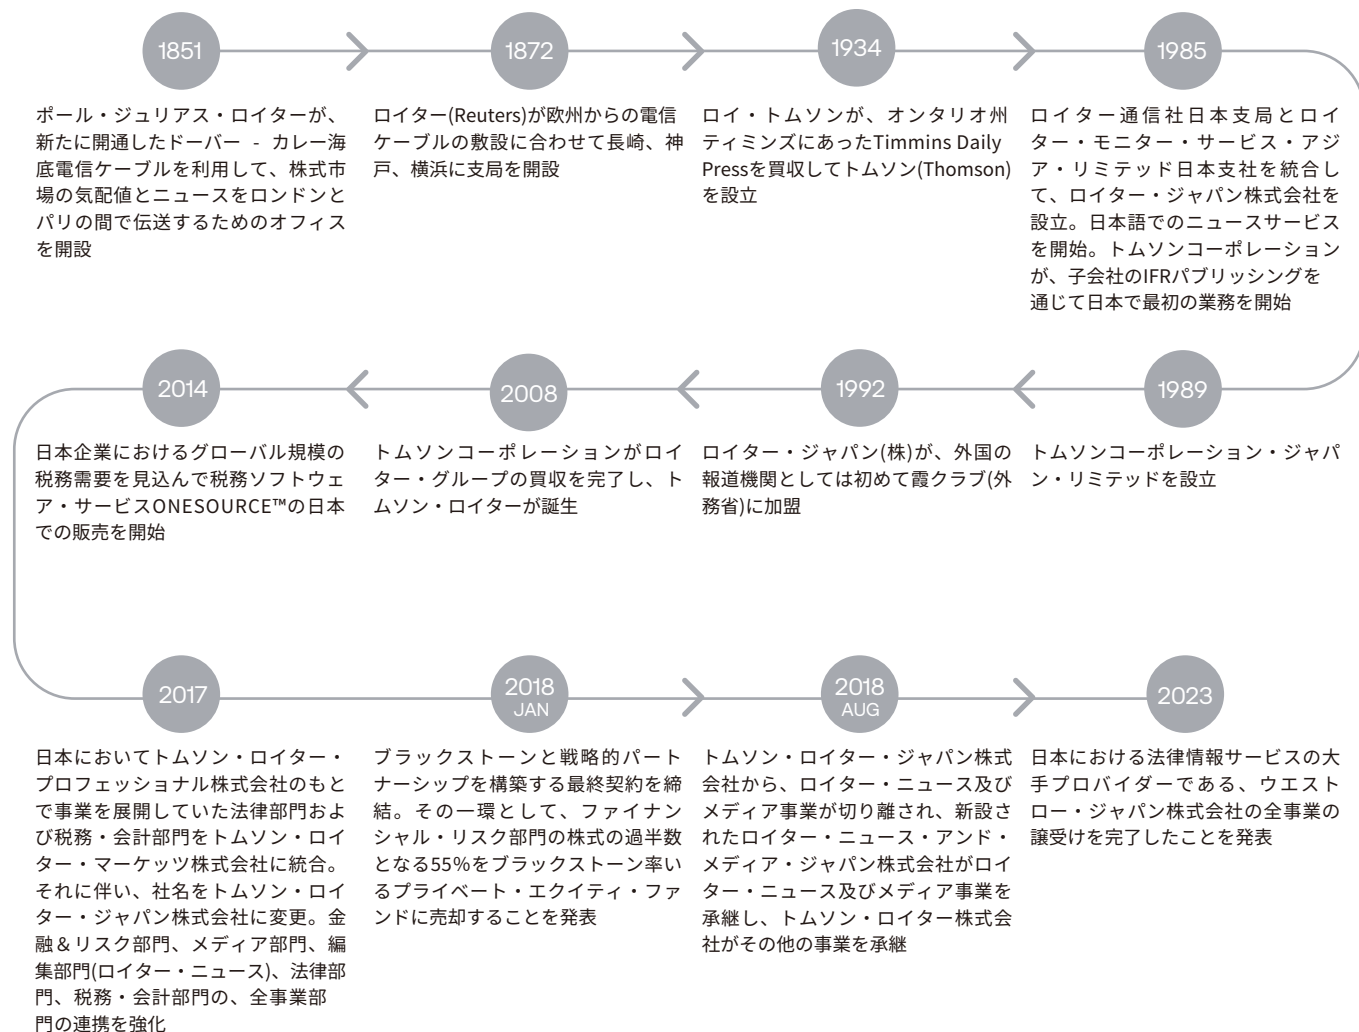 1851
ポール・ジュリアス・ロイターが、
新たに開通したドーバー - カレー海
底電信ケーブルを利用して、株式市
場の気配値とニュースをロンドンと
パリの間で伝送するためのオフィス
を開設
1872
ロイター(Reuters)が欧州からの電信
ケーブルの敷設に合わせて長崎、神
戸、横浜に支局を開設
1934
ロイ・トムソンが、オンタリオ州
ティミンズにあったTimmins Daily
Pressを買収してトムソン(Thomson)
を設立
1985
ロイター通信社日本支局とロイ
ター・モニター・サービス・アジ
ア・リミテッド日本支社を統合し
て、ロイター・ジャパン株式会社を
設立。日本語でのニュースサービス
を開始。トムソンコーポレーション
が、子会社のIFRパブリッシングを
通じて日本で最初の業務を開始
1989
トムソンコーポレーション・ジャパ
ン・リミテッドを設立
1992
ロイター・ジャパン(株)が、外国の
報道機関としては初めて霞クラブ(外
務省)に加盟
2008
トムソンコーポレーションがロイ
ター・グループの買収を完了し、ト
ムソン・ロイターが誕生
2014
日本企業におけるグローバル規模の
税務需要を見込んで税務ソフトウェ
ア・サービスONESOURCE™の日本
での販売を開始
2017
日本においてトムソン・ロイター・
プロフェッショナル株式会社のもと
で事業を展開していた法律部門およ
び税務・会計部門をトムソン・ロイ
ター・マーケッツ株式会社に統合。
それに伴い、社名をトムソン・ロイ
ター・ジャパン株式会社に変更。金
融＆リスク部門、メディア部門、編
集部門(ロイター・ニュース)、法律部
門、税務・会計部門の、全事業部
門の連携を強化
2018
JAN
ブラックストーンと戦略的パート
ナーシップを構築する最終契約を締
結。その一環として、ファイナン
シャル・リスク部門の株式の過半数
となる55%をブラックストーン率い
るプライベート・エクイティ・ファ
ンドに売却することを発表
2018
AUG
トムソン・ロイター・ジャパン株式
会社から、ロイター・ニュース及び
メディア事業が切り離され、新設さ
れたロイター・ニュース・アンド・
メディア・ジャパン株式会社がロイ
ター・ニュース及びメディア事業を
承継し、トムソン・ロイター株式会
社がその他の事業を承継
2023
日本における法律情報サービスの大
手プロバイダーである、ウエスト
ロー・ジャパン株式会社の全事業の
譲受けを完了したことを発表